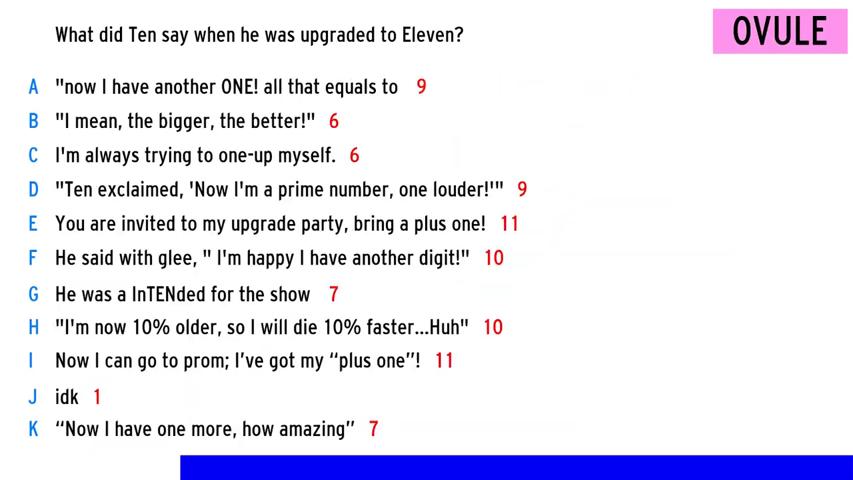 What did Ten say when he was upgraded to Eleven?
OVULE
A "now I have another ONE! all that equals to 9
B "I mean, the bigger, the better!" 6
C I'm always trying to one-up myself. 6
D "Ten exclaimed, 'Now I'm a prime number, one louder!'" 9
E You are invited to my upgrade party, bring a plus one! 11
F He said with glee, " I'm happy I have another digit!" 10
G He was a InTENded for the show 7
H "I'm now 10% older, so I will die 10% faster...Huh" 10
I Now I can go to prom; I’ve got my “plus one”! 11
J idk 1
K “Now I have one more, how amazing” 7